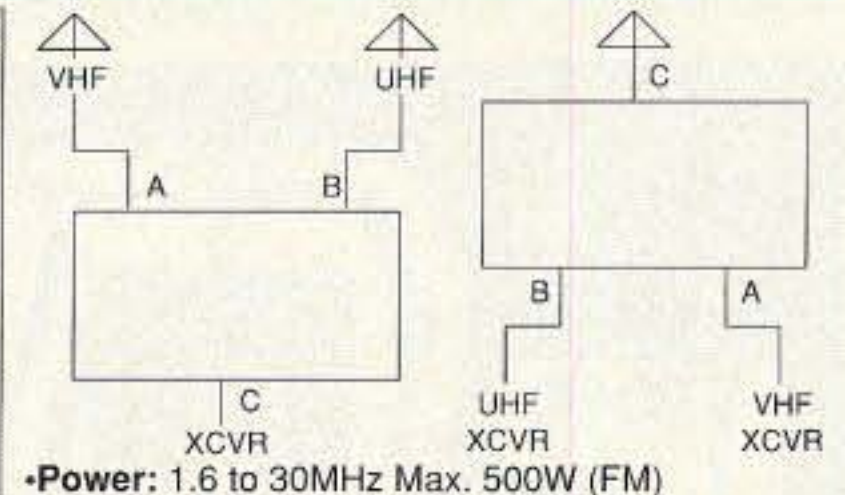 VHF UHF
C
A B
B A
C
UHF VHF
XCVR XCVR XCVR
•Power: 1.6 to 30MHz Max. 500W (FM)